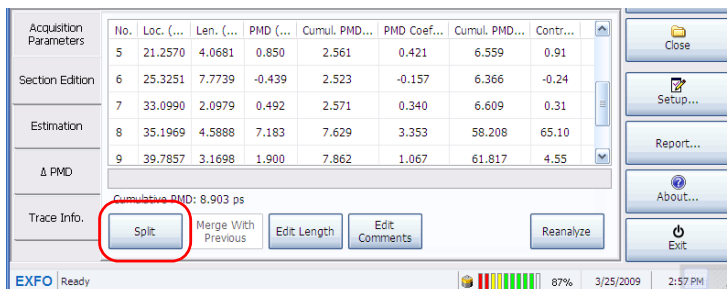 Acquisition
Parameters
Section Edition
Estimation
Δ PMD
Trace Info.
No. Loc. (... Len. (... PMD (... Cumul. PMD... PMD Coef... Cumul. PMD... Contr...
5 21.2570 4.0681 0.850 2.561 0.421 6.559 0.91
6 25.3251 7.7739 -0.439 2.523 -0.157 6.366 -0.24
7 33.0990 2.0979 0.492 2.571 0.340 6.609 0.31
8 35.1969 4.5888 7.183 7.629 3.353 58.208 65.10
9 39.7857 3.1698 1.900 7.862 1.067 61.817 4.55
Cumulative PMD: 8.903 ps
Split
Merge With
Previous
Edit Length
Edit
Comments
Reanalyze
Close
Setup...
Report...
About...
Exit
EXFO Ready 87% 3/25/2009 2:57 PM